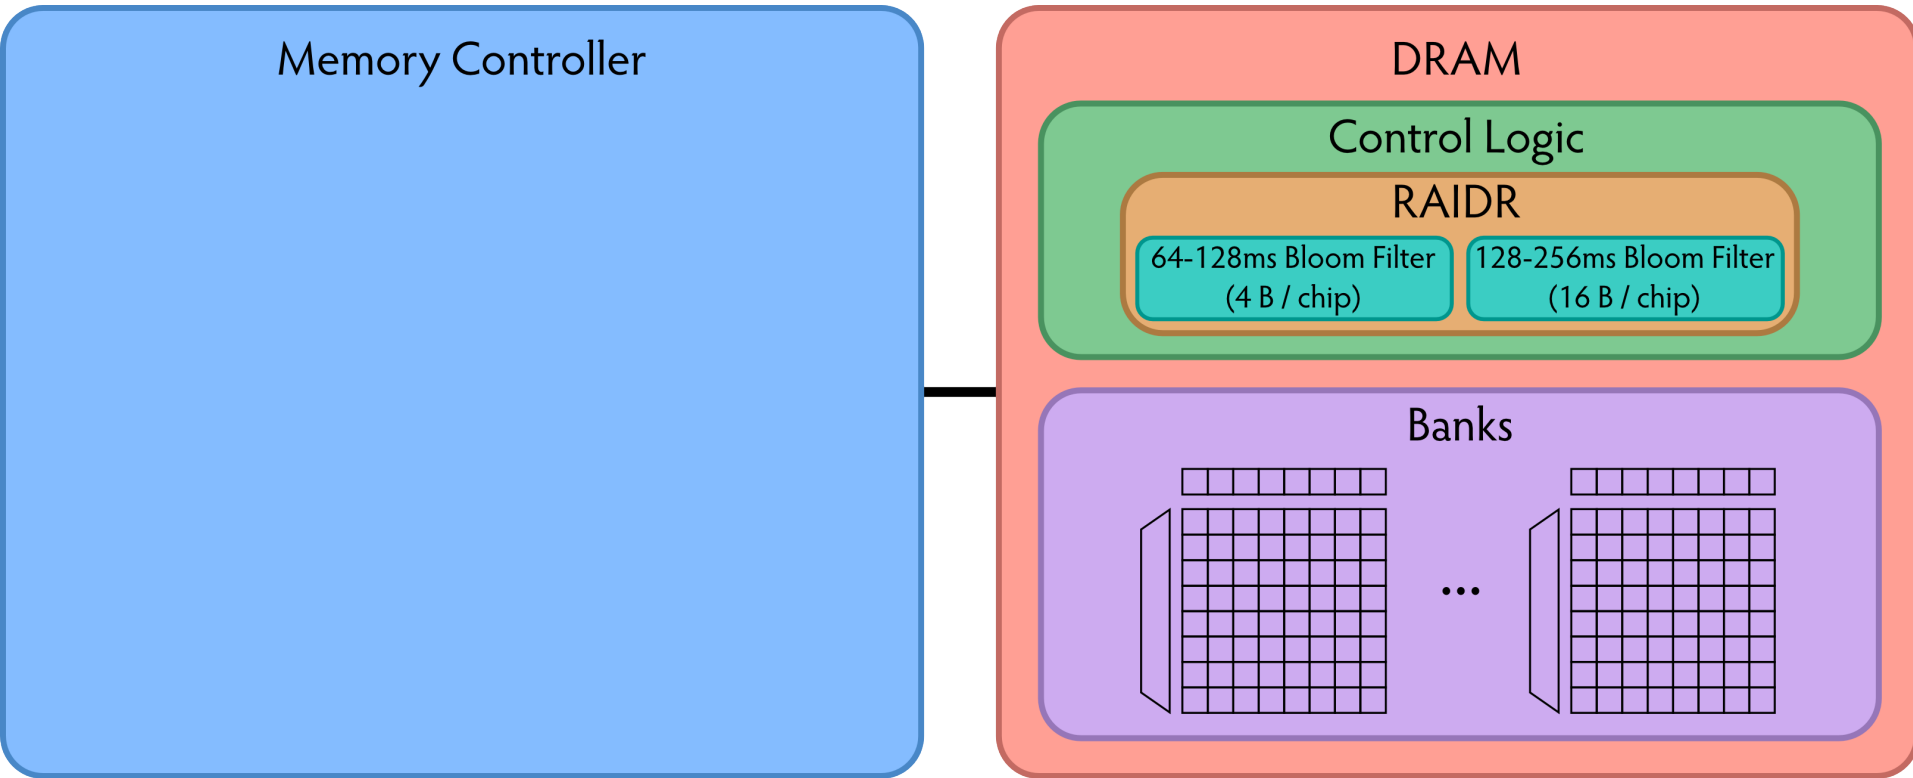 Memory Controller
DRAM
Control Logic
RAIDR
64-128ms Bloom Filter
(4 B / chip)
128-256ms Bloom Filter
(16 B / chip)
Banks
...